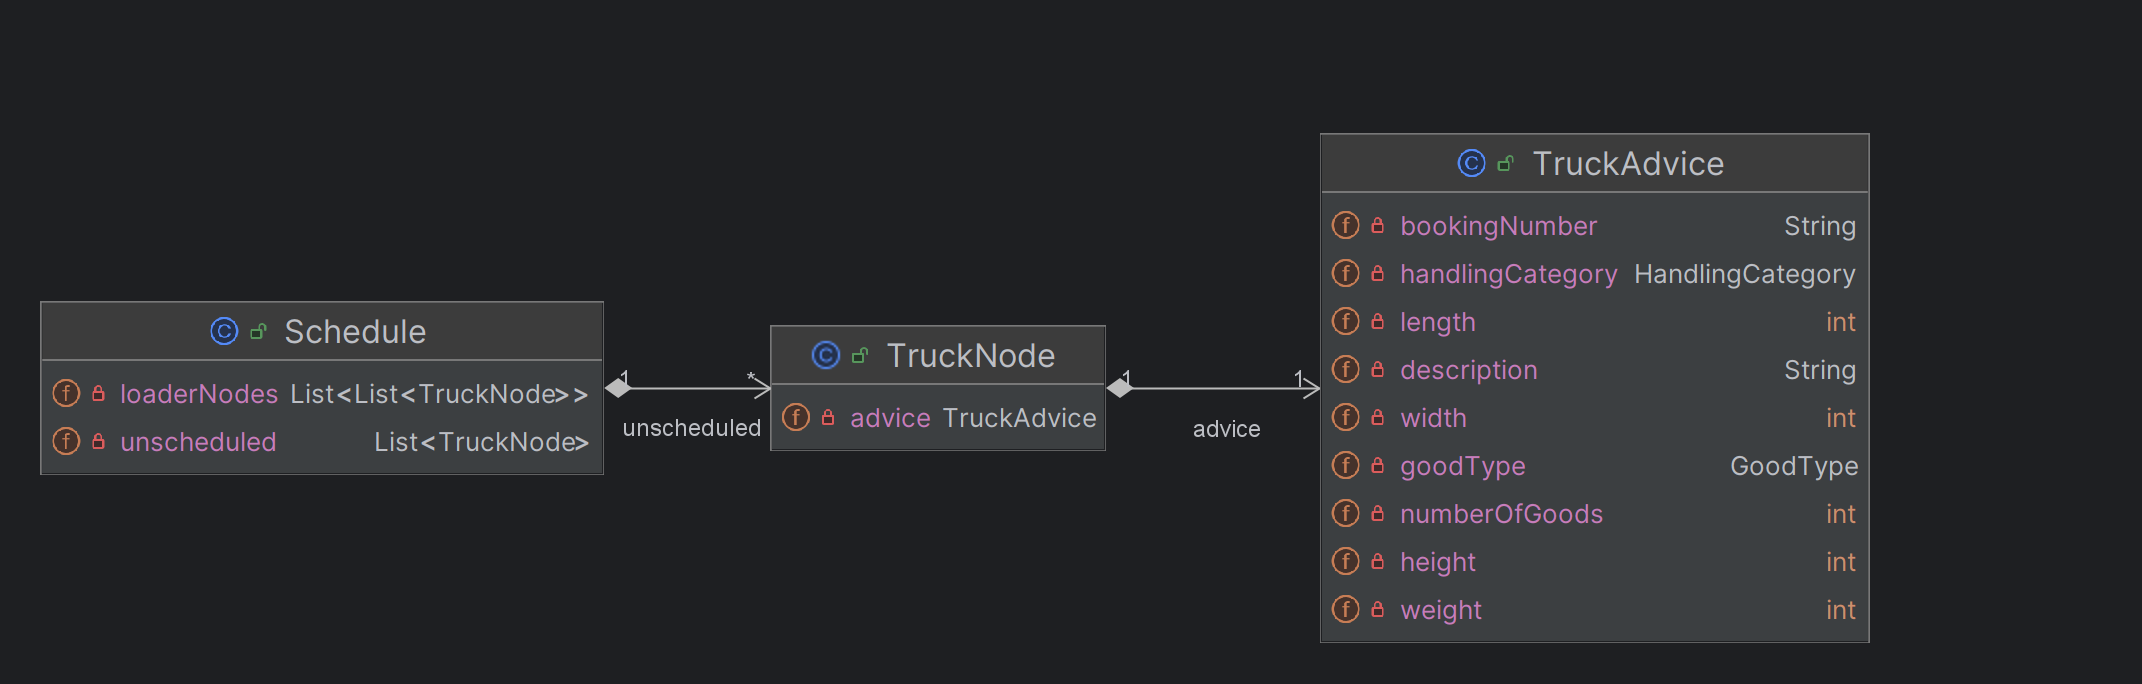 Schedule
loaderNodes List<List<TruckNode>>
unscheduled List<TruckNode>
1 *
unscheduled
TruckNode
advice TruckAdvice
1 1
advice
TruckAdvice
bookingNumber String
handlingCategory HandlingCategory
length int
description String
width int
goodType GoodType
numberOfGoods int
height int
weight int